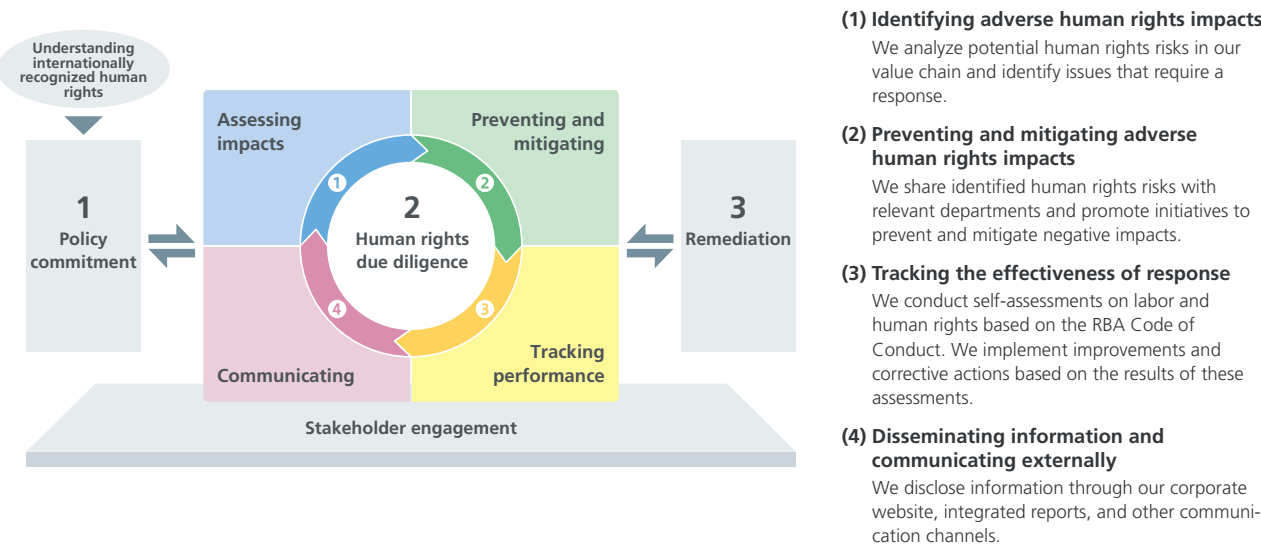 Understanding
internationally
recognized human
rights
1
Policy
commitment
Assessing
impacts
Preventing and
mitigating
1
2
2
Human rights
due diligence
4
3
Communicating
Tracking
performance
3
Remediation
Stakeholder engagement
(1) Identifying adverse human rights impacts
We analyze potential human rights risks in our
value chain and identify issues that require a
response.
(2) Preventing and mitigating adverse
human rights impacts
We share identified human rights risks with
relevant departments and promote initiatives to
prevent and mitigate negative impacts.
(3) Tracking the effectiveness of response
We conduct self-assessments on labor and
human rights based on the RBA Code of
Conduct. We implement improvements and
corrective actions based on the results of these
assessments.
(4) Disseminating information and
communicating externally
We disclose information through our corporate
website, integrated reports, and other communi-
cation channels.